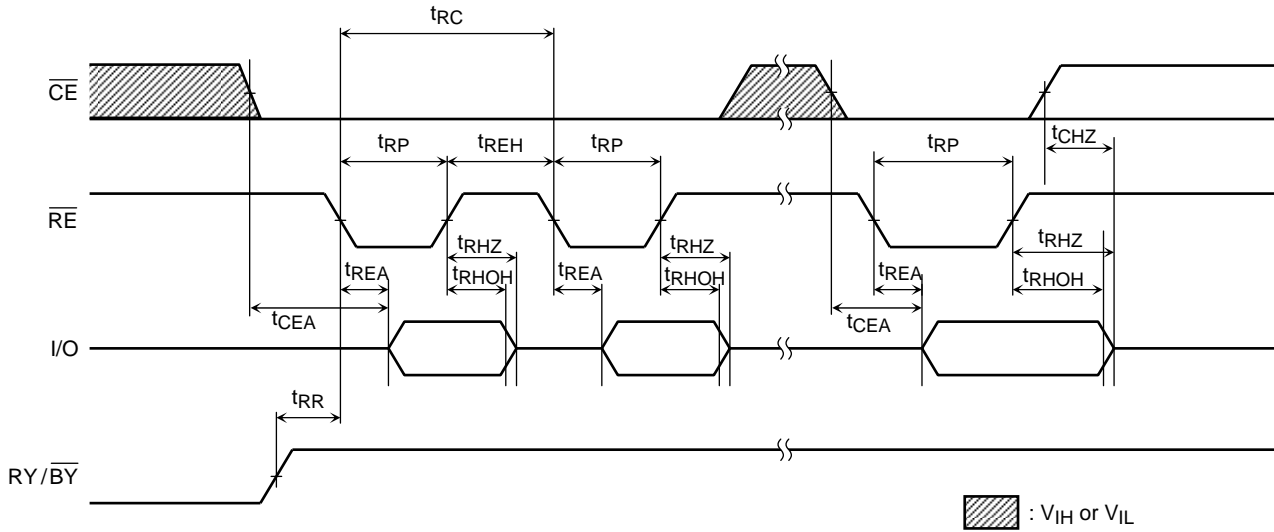 tRC
CE
tCHZ
tRP tREH tRP tRP
RE
tRHZ tRHZ tRHZ
tREA tRHOH tREA tRHOH tREA tRHOH
tCEA tCEA
I/O
tRR
RY/BY
: VIH or VIL